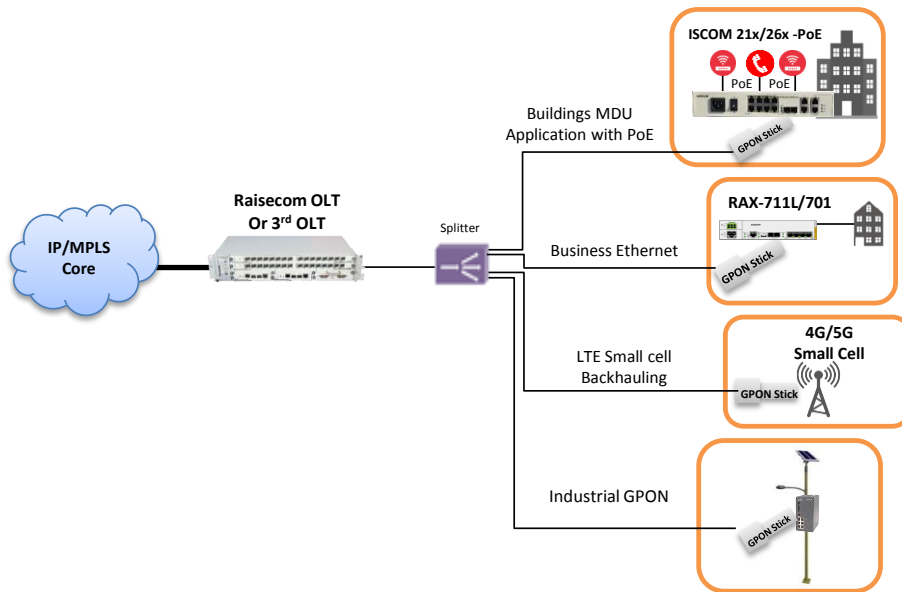 ISCOM 21x/26x -PoE
PoE
PoE
Buildings MDU
Application with PoE
GPON Stick
Raisecom OLT
Or 3rd OLT
Splitter
IP/MPLS
Core
RAX-711L/701
Business Ethernet
GPON Stick
4G/5G
Small Cell
LTE Small cell
Backhauling
GPON Stick
Industrial GPON
GPON Stick